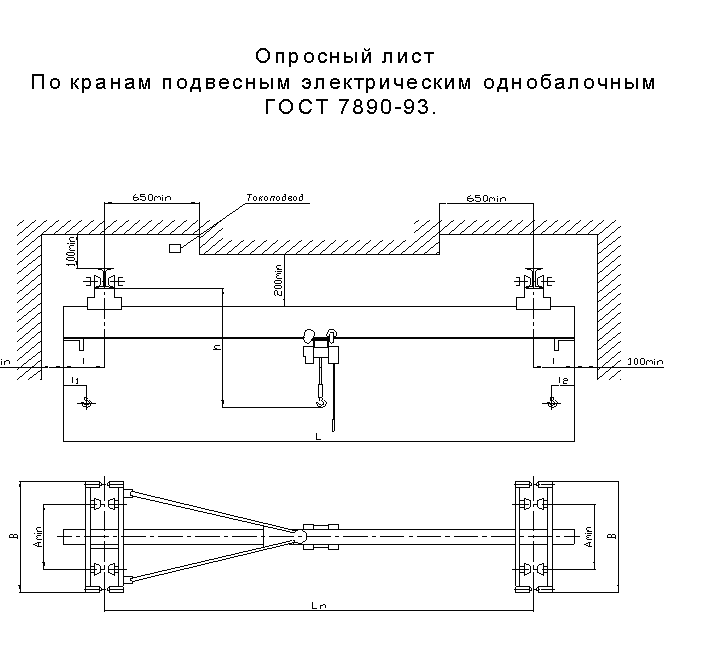 Опросный лист
По кранам подвесным электрическим однобалочным
ГОСТ 7890-93.
650min
Токоподвод
650min
100min
200min
h
in
l
l
100min
l1
l2
L
B
Amin
Amin
B
Ln